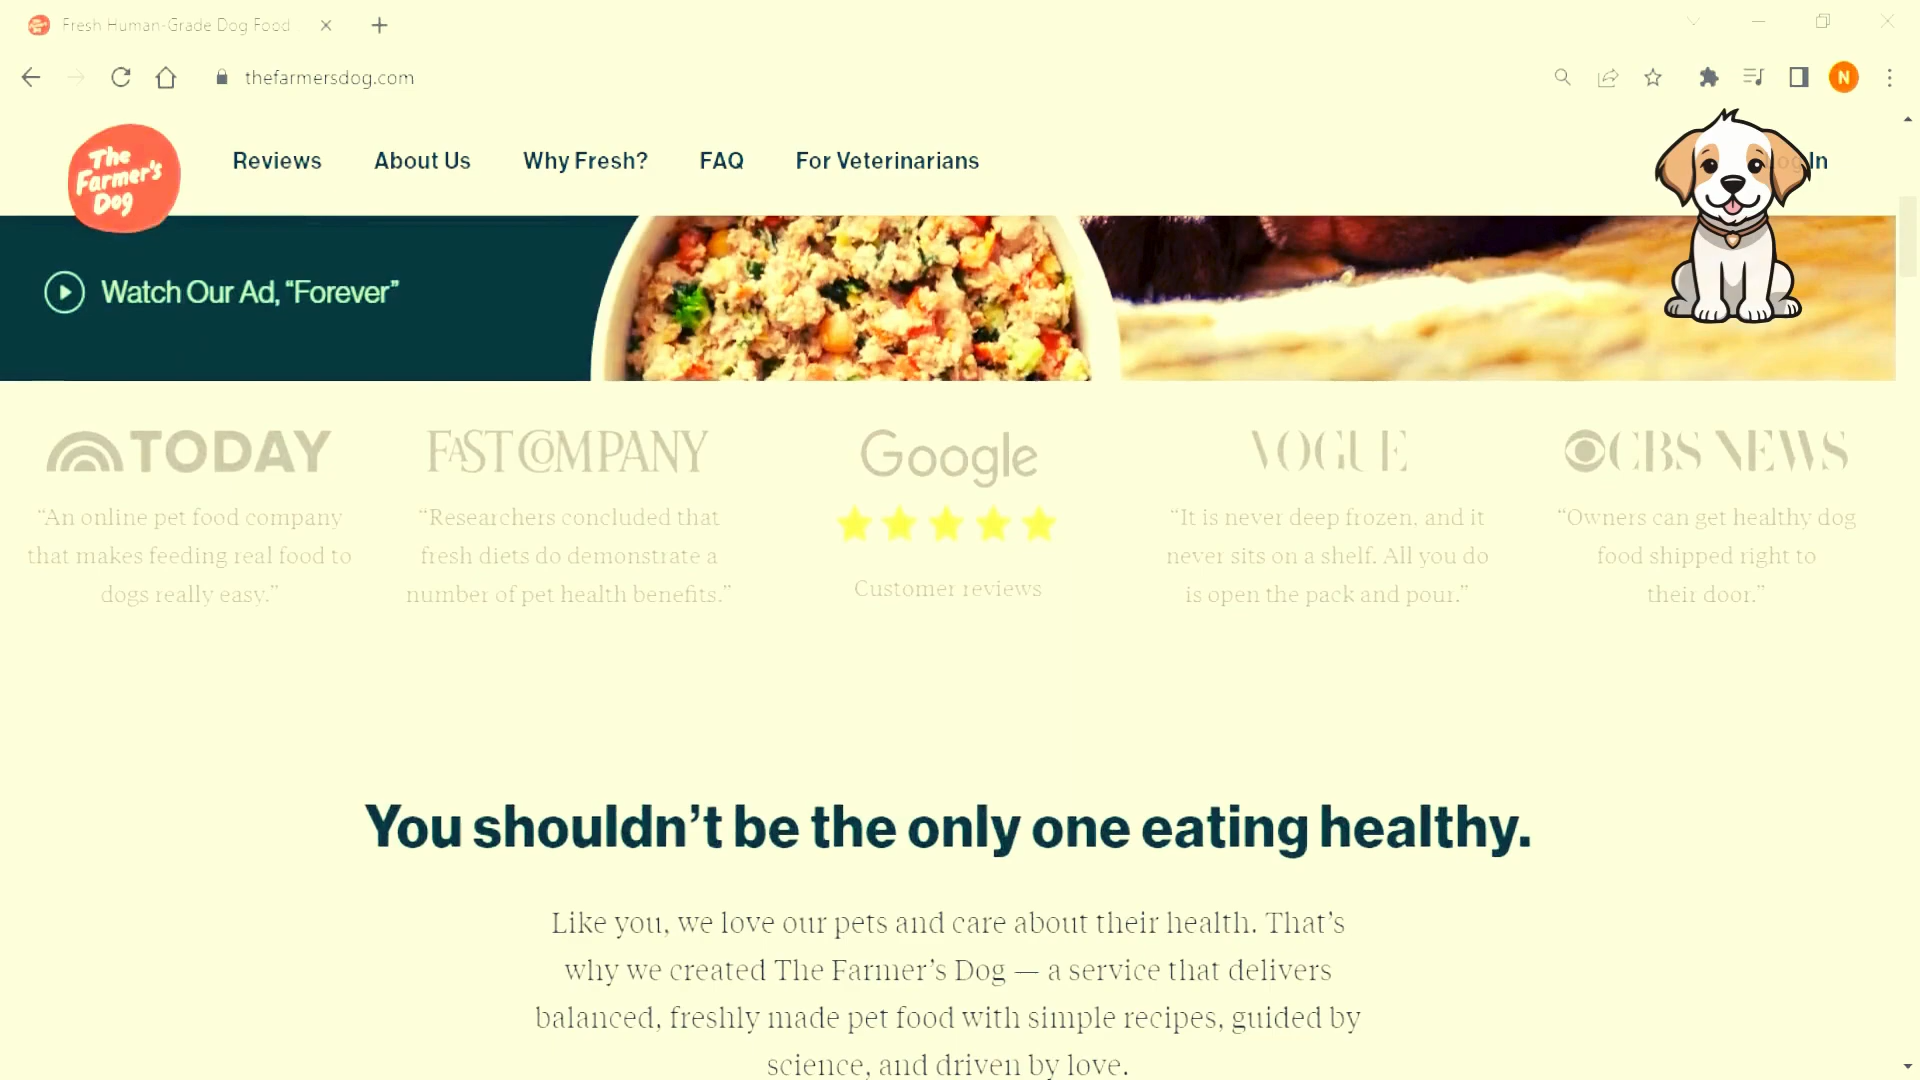 Fresh Human-Grade Dog Food
thefarmersdog.com
N
The
Farmer's
Dog
Reviews
About Us
Why Fresh?
FAQ
For Veterinarians
In
Watch Our Ad, “Forever”
TODAY
“An online pet food company
that makes feeding real food to
dogs really easy.”
FAST COMPANY
“Researchers concluded that
fresh diets do demonstrate a
number of pet health benefits.”
Google
Customer reviews
VOGUE
“It is never deep frozen, and it
never sits on a shelf. All you do
is open the pack and pour.”
CBS NEWS
“Owners can get healthy dog
food shipped right to
their door.”
You shouldn’t be the only one eating healthy.
Like you, we love our pets and care about their health. That’s
why we created The Farmer’s Dog — a service that delivers
balanced, freshly made pet food with simple recipes, guided by
science, and driven by love.